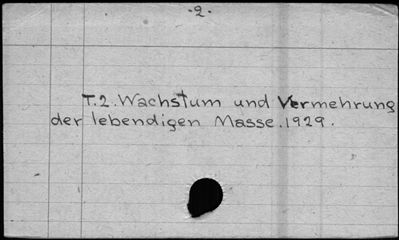 -2-
T.2. Wachstum und Vermehrung
der lebendigen Masse. 1929.